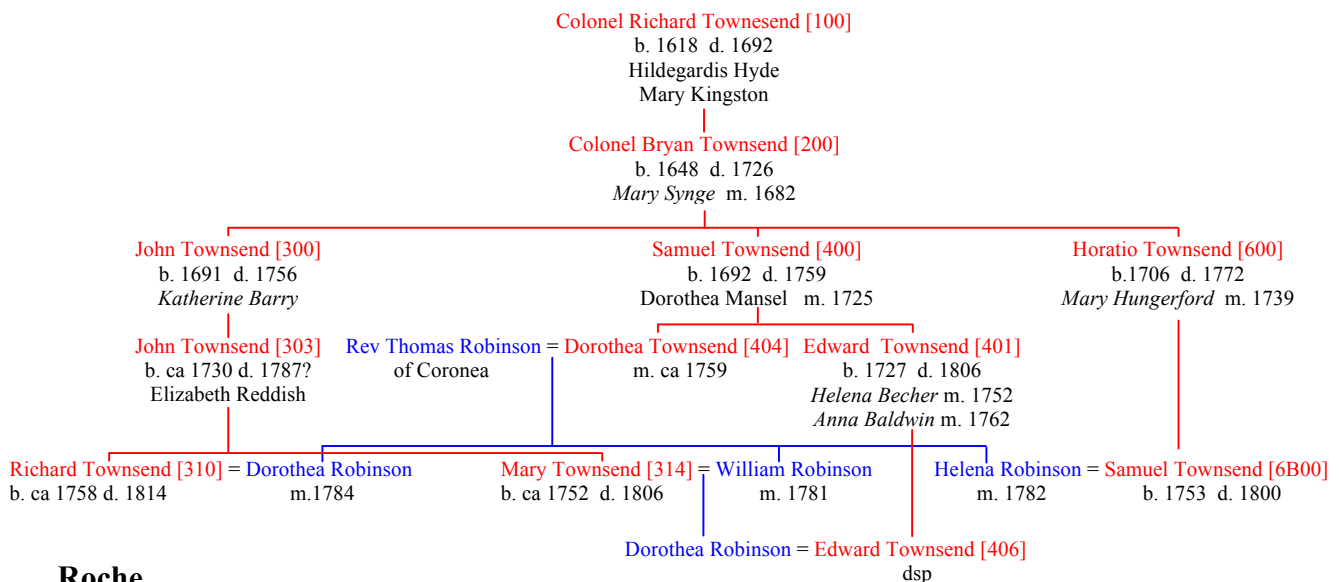 Colonel Richard Townesend [100]
b. 1618 d. 1692
Hildegardis Hyde
Mary Kingston
Colonel Bryan Townsend [200]
b. 1648 d. 1726
Mary Synge m. 1682
John Townsend [300] Samuel Townsend [400] Horatio Townsend [600]
b. 1691 d. 1756 b. 1692 d. 1759 b.1706 d. 1772
Katherine Barry Dorothea Mansel m. 1725 Mary Hungerford m. 1739
John Townsend [303] Rev Thomas Robinson = Dorothea Townsend [404] Edward Townsend [401]
b. ca 1730 d. 1787? of Coronea m. ca 1759 b. 1727 d. 1806
Elizabeth Reddish Helena Becher m. 1752
Anna Baldwin m. 1762
Richard Townsend [310] = Dorothea Robinson Mary Townsend [314] = William Robinson Helena Robinson = Samuel Townsend [6B00]
b. ca 1758 d. 1814 m.1784 b. ca 1752 d. 1806 m. 1781 m. 1782 b. 1753 d. 1800
Dorothea Robinson = Edward Townsend [406]
dsp
Roche